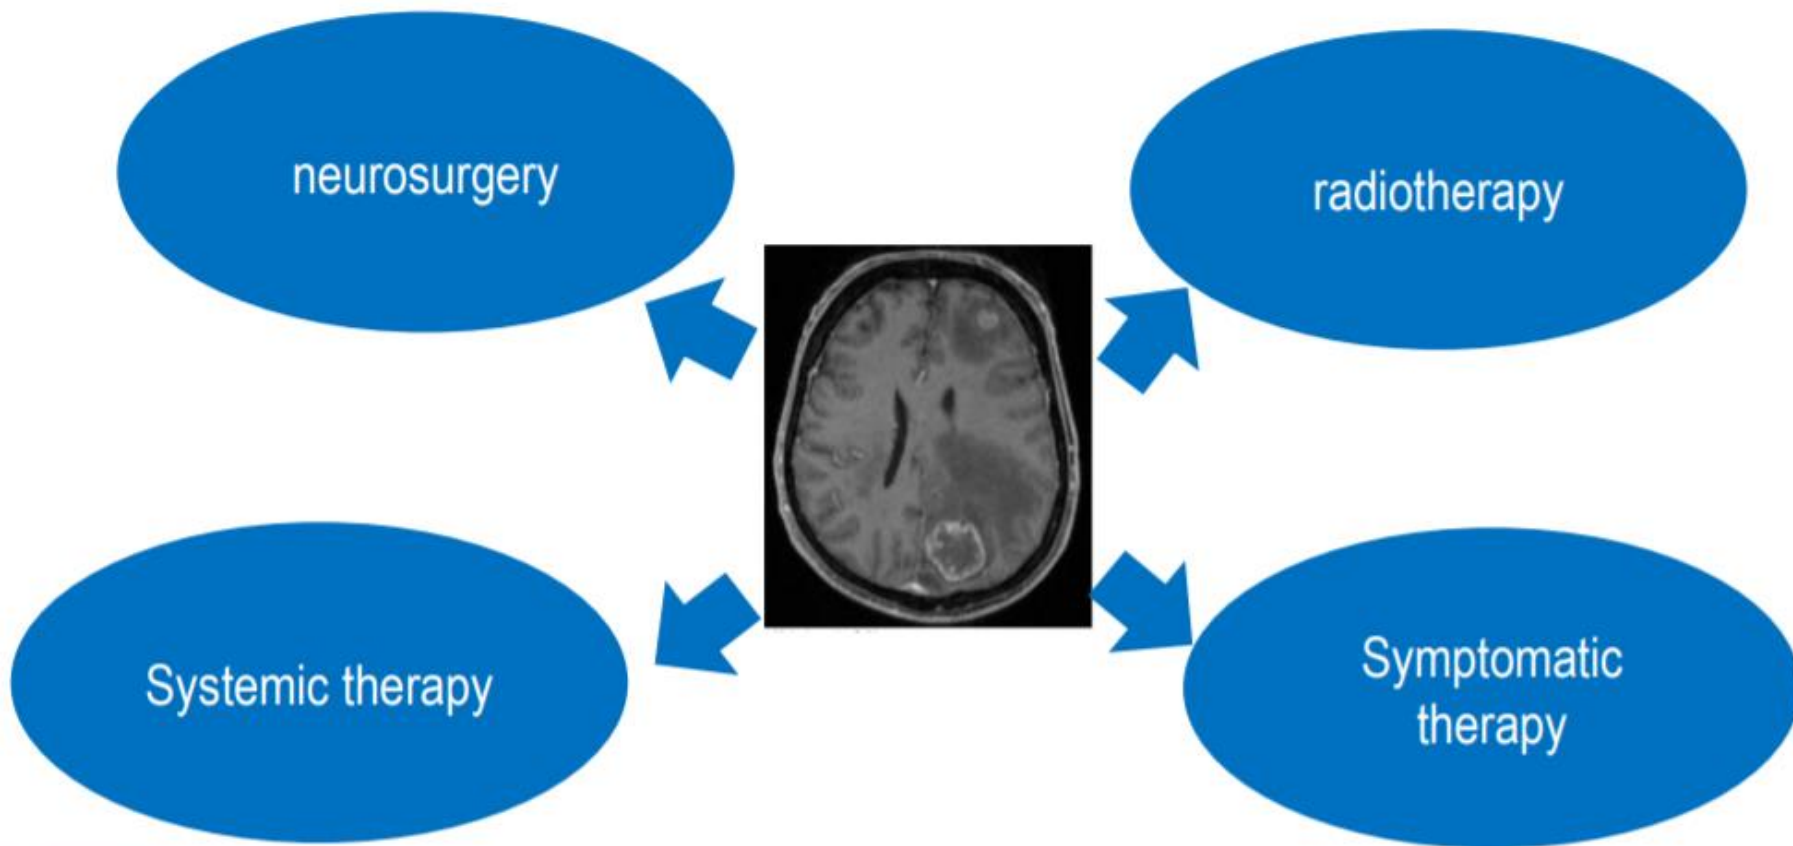 neurosurgery
radiotherapy
Systemic therapy
Symptomatic
therapy